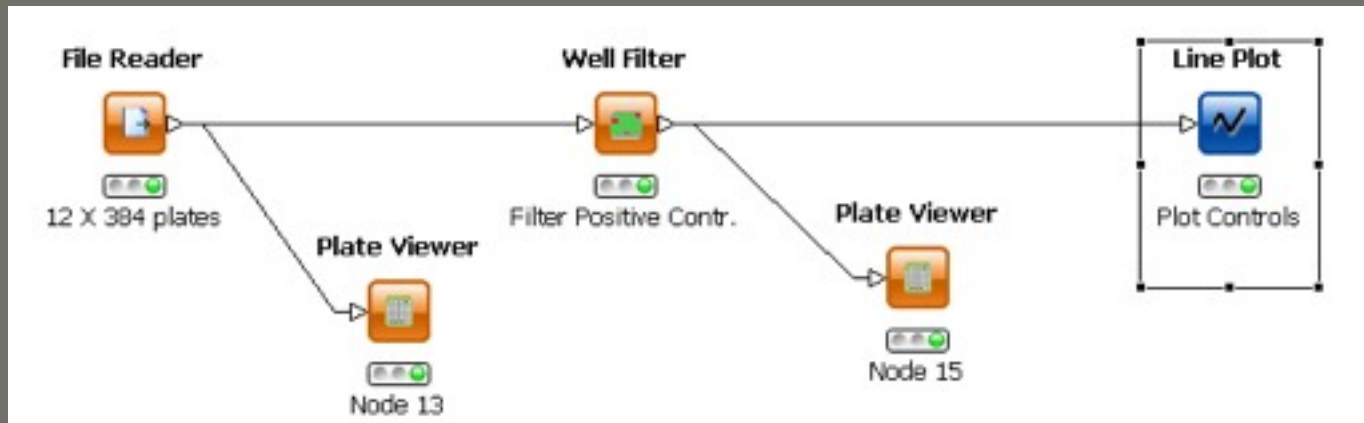 File Reader
12 X 384 plates
Plate Viewer
Node 13
Well Filter
Filter Positive Contr.
Plate Viewer
Node 15
Line Plot
Plot Controls